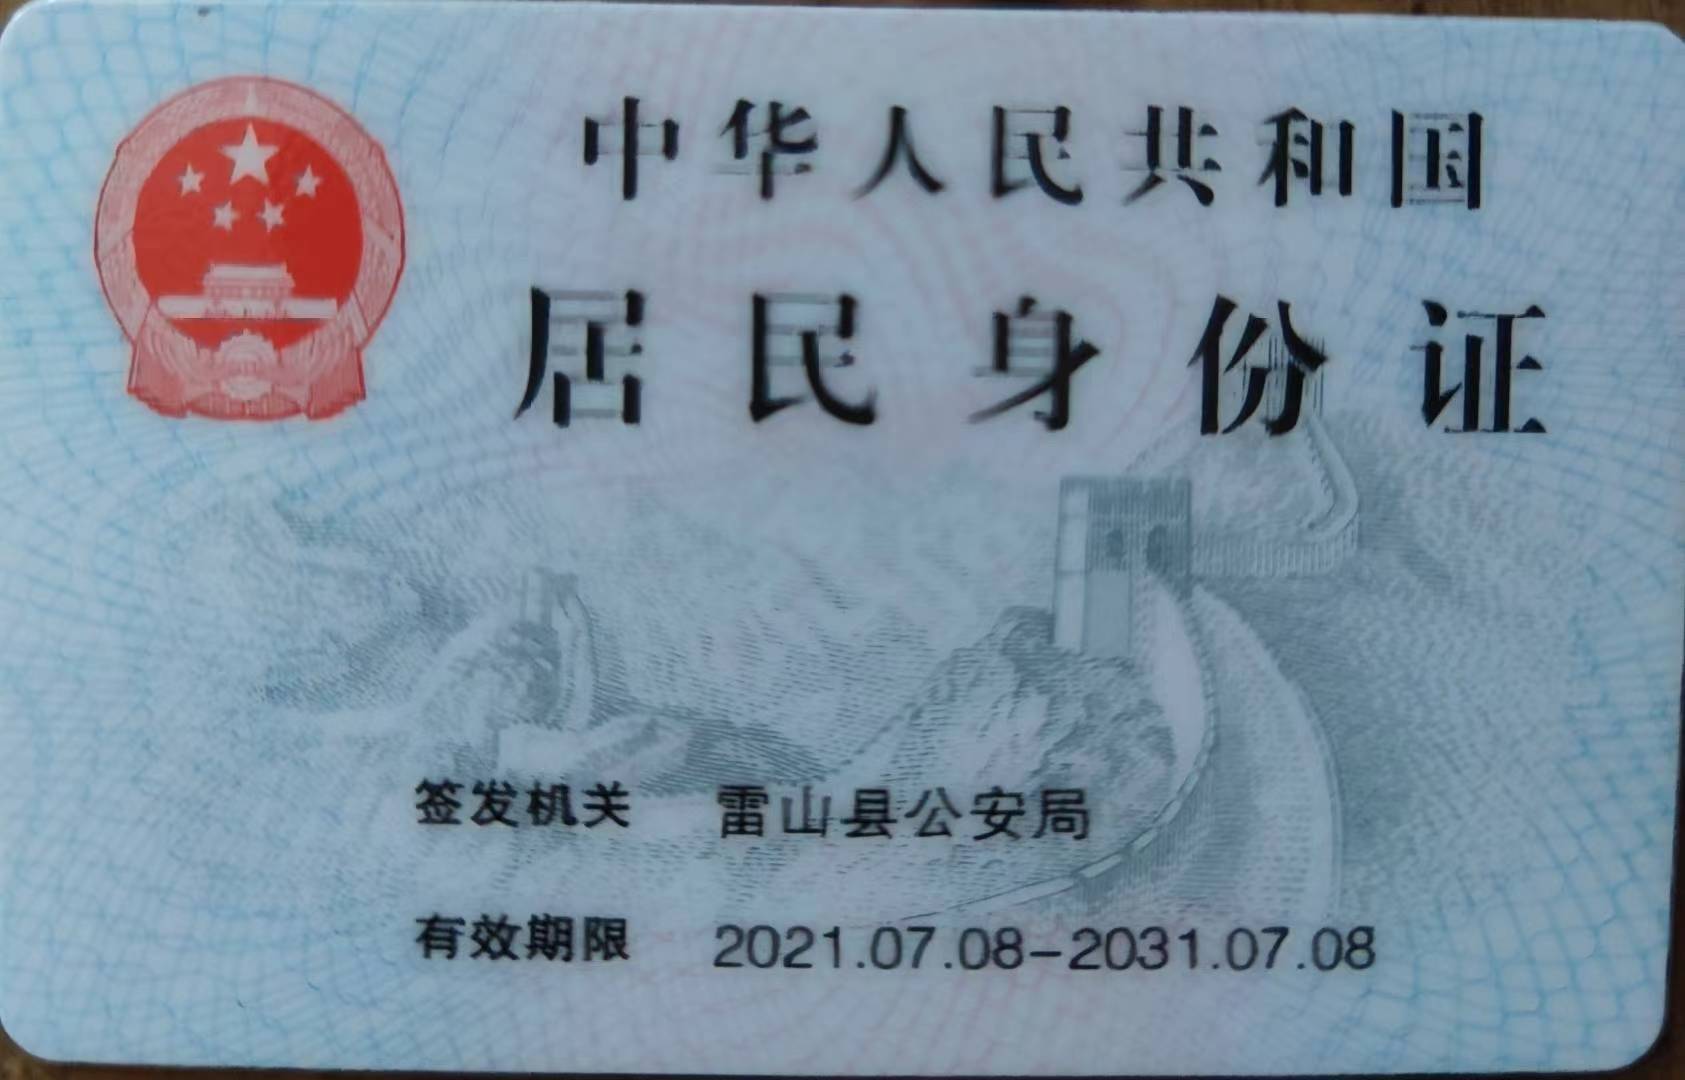 中华人民共和国
居民身份证
签发机关 雷山县公安局
有效期限 2021.07.08-2031.07.08